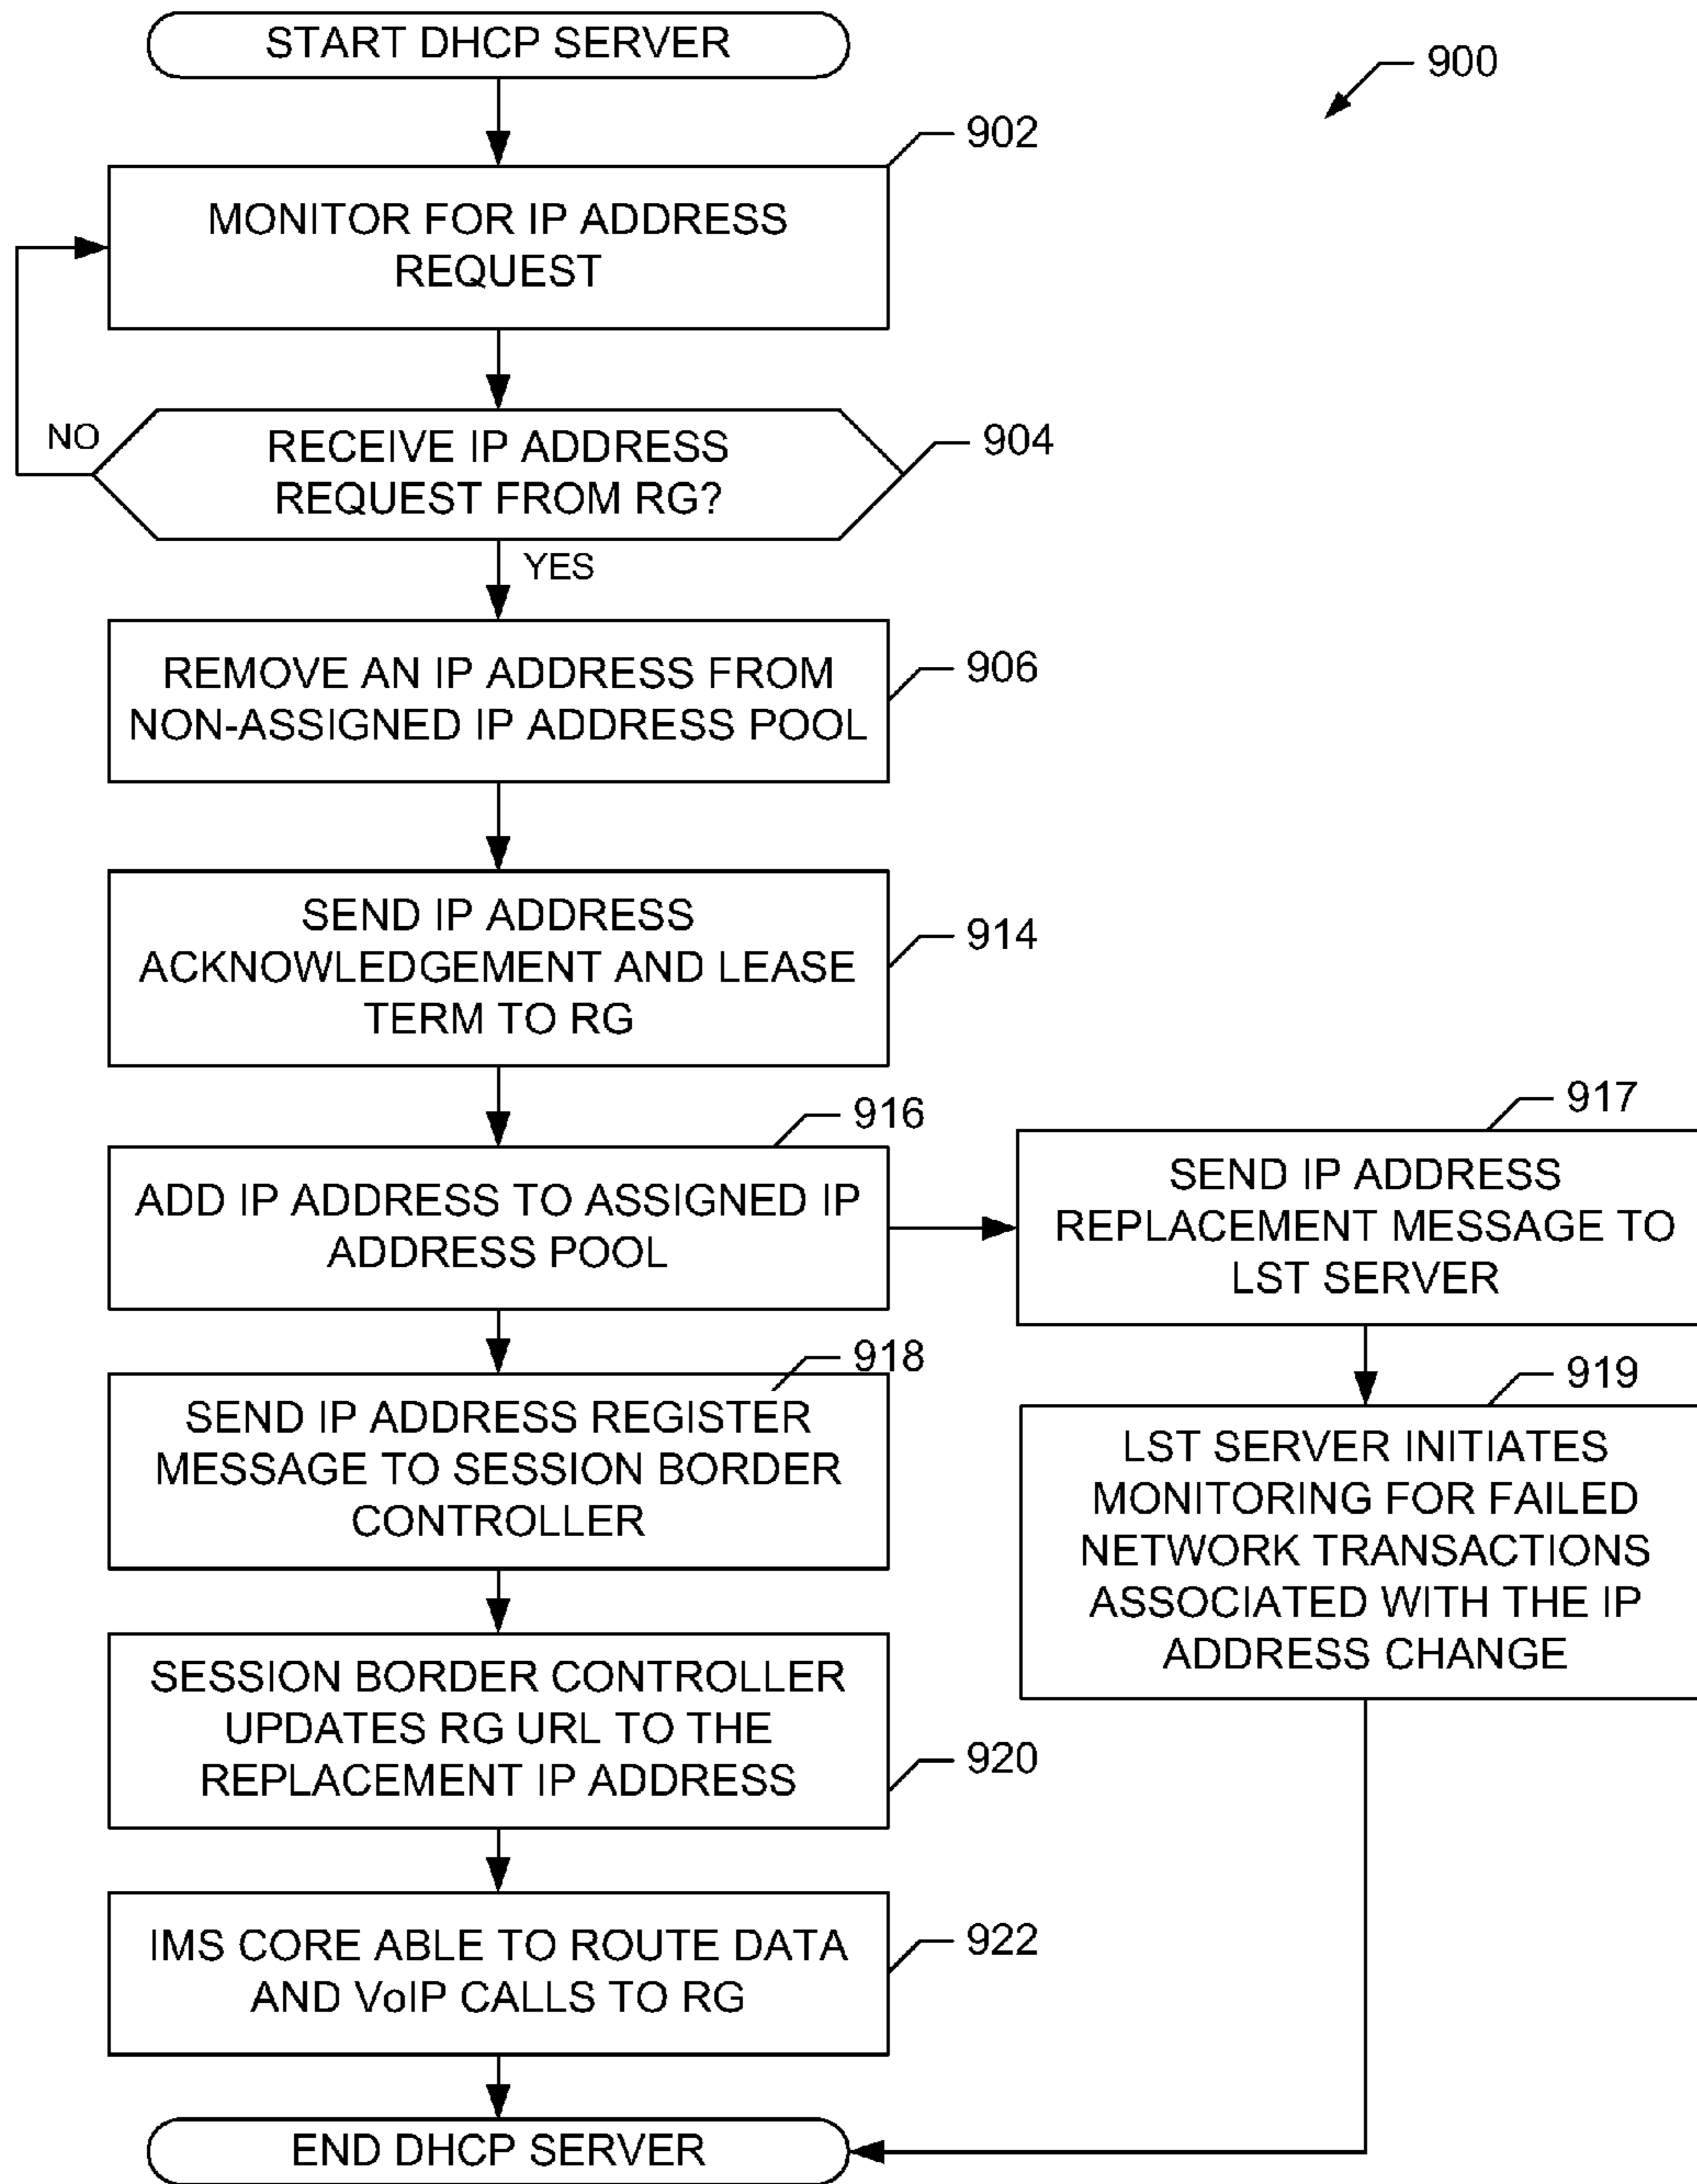 START DHCP SERVER
900
902
MONITOR FOR IP ADDRESS
REQUEST
NO
RECEIVE IP ADDRESS
REQUEST FROM RG?
904
YES
REMOVE AN IP ADDRESS FROM
NON-ASSIGNED IP ADDRESS POOL
906
SEND IP ADDRESS
ACKNOWLEDGEMENT AND LEASE
TERM TO RG
914
916
ADD IP ADDRESS TO ASSIGNED IP
ADDRESS POOL
917
SEND IP ADDRESS
REPLACEMENT MESSAGE TO
LST SERVER
918
SEND IP ADDRESS REGISTER
MESSAGE TO SESSION BORDER
CONTROLLER
919
LST SERVER INITIATES
MONITORING FOR FAILED
NETWORK TRANSACTIONS
ASSOCIATED WITH THE IP
ADDRESS CHANGE
SESSION BORDER CONTROLLER
UPDATES RG URL TO THE
REPLACEMENT IP ADDRESS
920
IMS CORE ABLE TO ROUTE DATA
AND VoIP CALLS TO RG
922
END DHCP SERVER